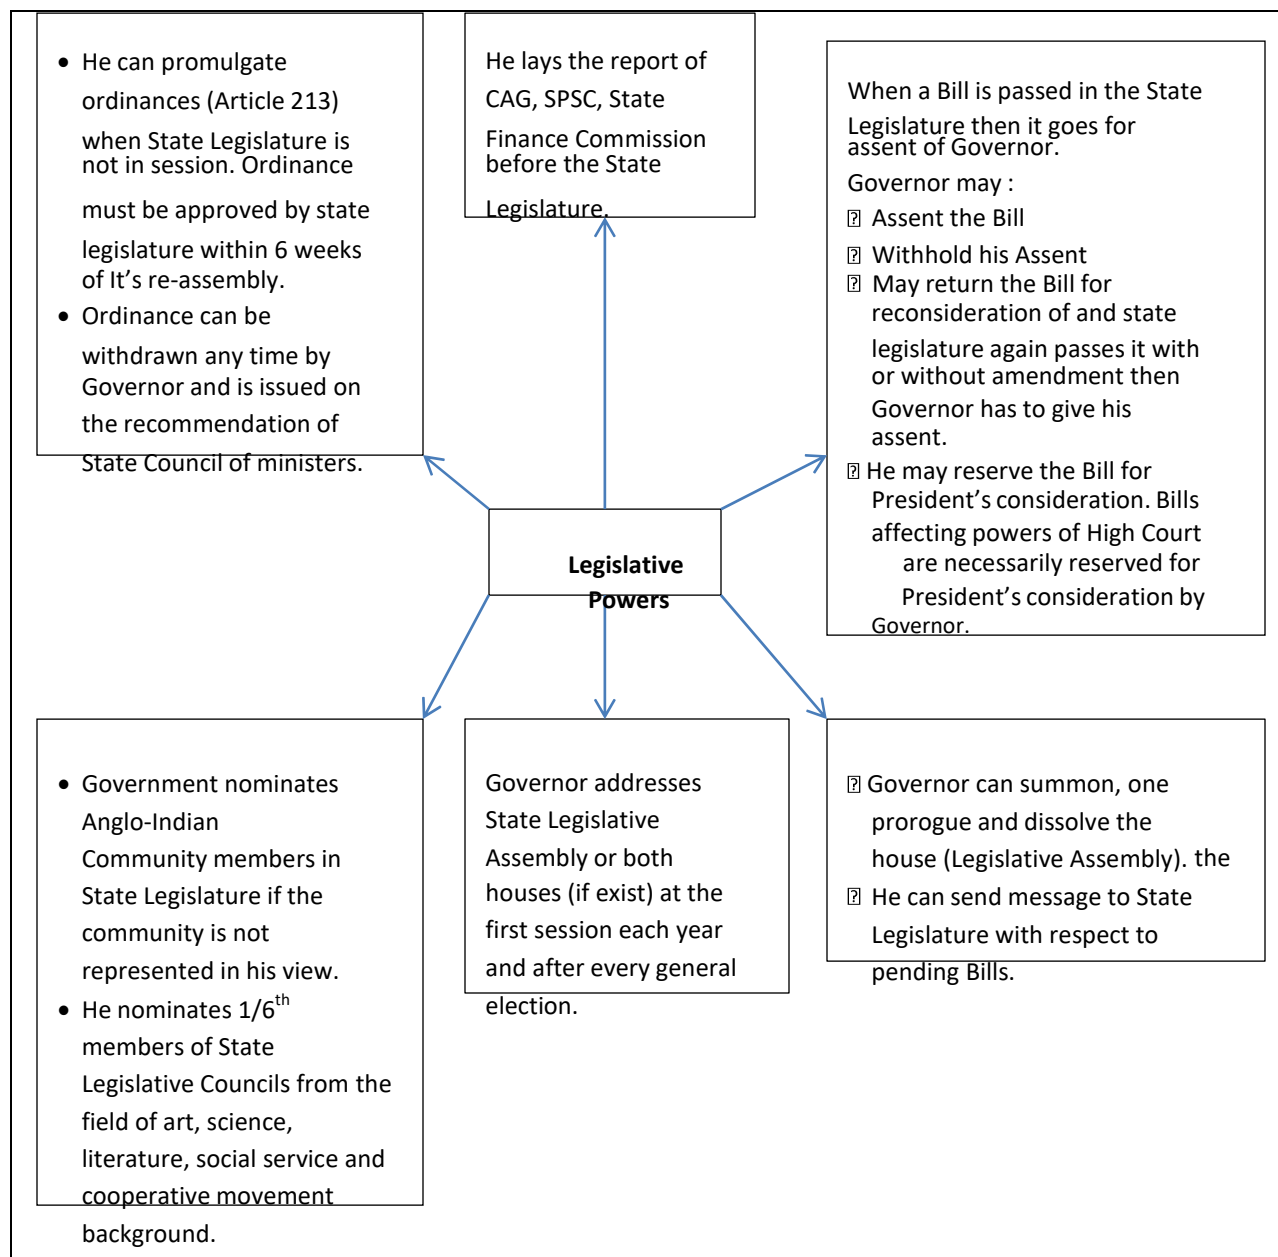 • He can promulgate
ordinances (Article 213)
when State Legislature is
not in session. Ordinance
must be approved by state
legislature within 6 weeks
of It’s re-assembly.
• Ordinance can be
withdrawn any time by
Governor and is issued on
the recommendation of
State Council of ministers.
He lays the report of
CAG, SPSC, State
Finance Commission
before the State
Legislature.
When a Bill is passed in the State
Legislature then it goes for
assent of Governor.
Governor may :
Assent the Bill
Withhold his Assent
May return the Bill for
reconsideration of and state
legislature again passes it with
or without amendment then
Governor has to give his
assent.
He may reserve the Bill for
President’s consideration. Bills
affecting powers of High Court
are necessarily reserved for
President’s consideration by
Governor.
Legislative
Powers
• Government nominates
Anglo-Indian
Community members in
State Legislature if the
community is not
represented in his view.
• He nominates 1/6th
members of State
Legislative Councils from the
field of art, science,
literature, social service and
cooperative movement
background.
Governor addresses
State Legislative
Assembly or both
houses (if exist) at the
first session each year
and after every general
election.
Governor can summon, one
prorogue and dissolve the
house (Legislative Assembly). the
He can send message to State
Legislature with respect to
pending Bills.